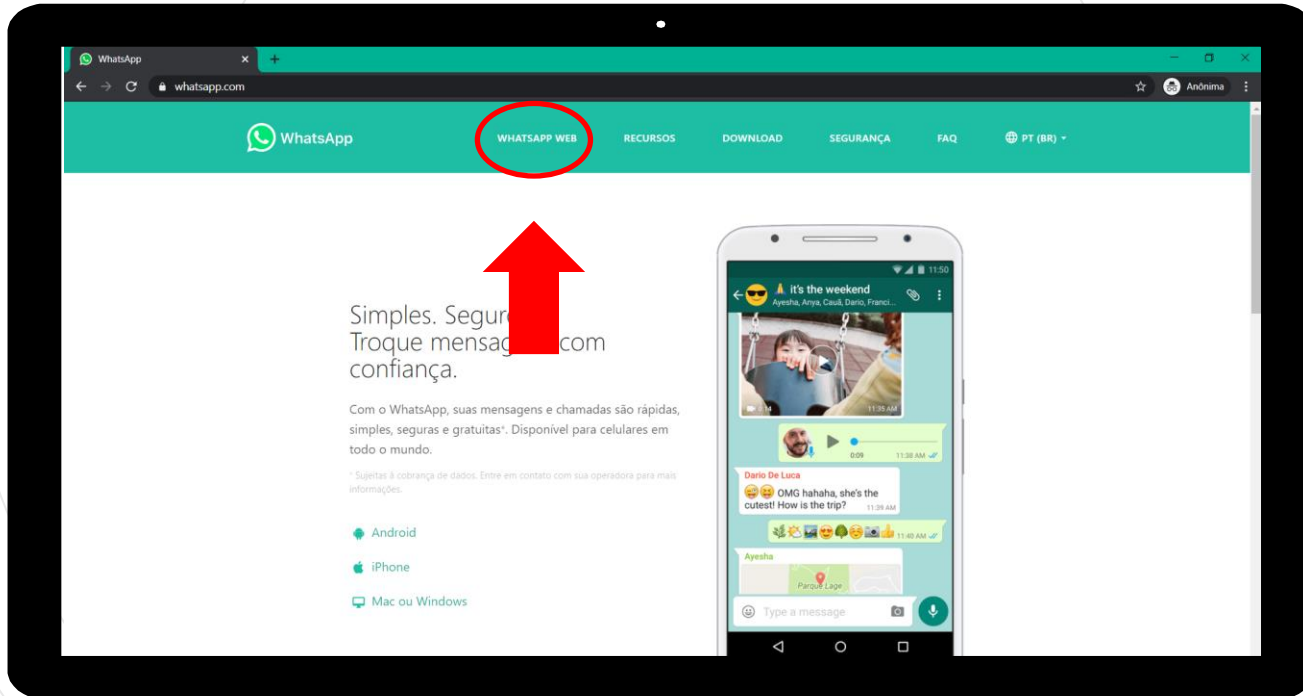 WhatsApp
whatsapp.com
Anônima
WhatsApp
WHATSAPP WEB
RECURSOS
DOWNLOAD
SEGURANÇA
FAQ
PT (BR)
Simples.
Troque com
confiança.
Com o WhatsApp, suas mensagens e chamadas são rápidas,
simples, seguras e gratuitas*. Disponível para celulares em
todo o mundo.
* Sujeitas à cobrança de dados. Entre em contato com sua operadora para mais
informações.
Android
iPhone
Mac ou Windows
11:50
it's the weekend
Ayesha, Anya, Cauã, Dario, Franci...
11:35 AM
0:09
11:38 AM
Dario De Luca
OMG hahaha, she's the
cutest! How is the trip?
11:39 AM
11:40 AM
Ayesha
Parque Lage
Type a message